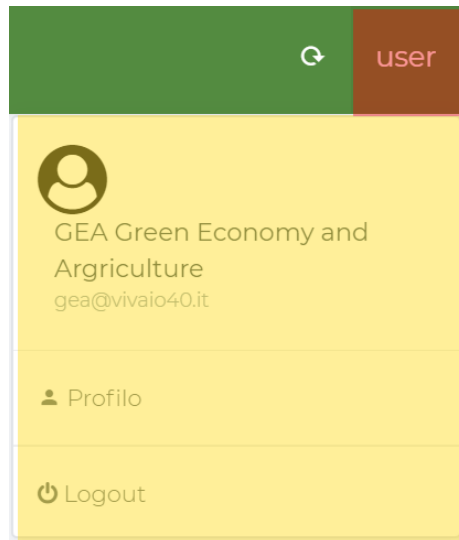 user
GEA Green Economy and
Argriculture
gea@vivaio40.it
Profilo
Logout